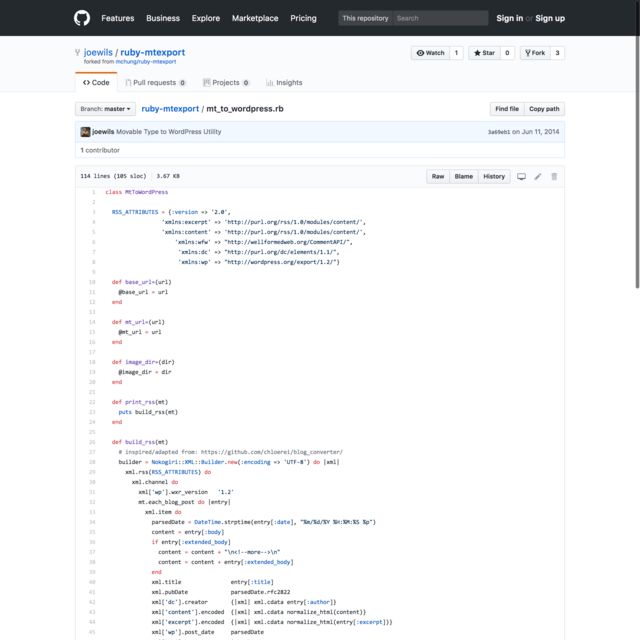 Features Business Explore Marketplace Pricing This repository Search Sign in or Sign up
joewils / ruby-mtexport
forked from mchung/ruby-mtexport
Watch 1 Star 0 Fork 3
Code Pull requests 0 Projects 0 Insights
Branch: master ruby-mtexport / mt_to_wordpress.rb Find file Copy path
joewils Movable Type to WordPress Utility on Jun 11, 2014
1 contributor
114 lines (105 sloc) 3.67 KB Raw Blame History
1 class MtToWordPress
2
3 RSS_ATTRIBUTES = {:version => '2.0',
4 'xmlns:excerpt' => 'http://purl.org/rss/1.0/modules/content/',
5 'xmlns:content' => 'http://purl.org/rss/1.0/modules/content/',
6 'xmlns:wfw' => "http://wellformedweb.org/CommentAPI/",
7 'xmlns:dc' => "http://purl.org/dc/elements/1.1/",
8 'xmlns:wp' => "http://wordpress.org/export/1.2/"}
9
10 def base_url=(url)
11 @base_url = url
12 end
13
14 def mt_url=(url)
15 @mt_url = url
16 end
17
18 def image_dir=(dir)
19 @image_dir = dir
20 end
21
22 def print_rss(mt)
23 puts build_rss(mt)
24 end
25
26 def build_rss(mt)
27 # inspired/adapted from: https://github.com/chloerei/blog_converter/
28 builder = Nokogiri::XML::Builder.new(:encoding => 'UTF-8') do |xml|
29 xml.rss(RSS_ATTRIBUTES) do
30 xml.channel do
31 xml['wp'].wxr_version '1.2'
32 mt.each_blog_post do |entry|
33 xml.item do
34 parsedDate = DateTime.strptime(entry[:date], "%m/%d/%Y %H:%M:%S %p")
35 content = entry[:body]
36 if entry[:extended_body]
37 content = content + "\n<!--more-->\n"
38 content = content + entry[:extended_body]
39 end
40 xml.title entry[:title]
41 xml.pubDate parsedDate.rfc2822
42 xml['dc'].creator {|xml| xml.cdata entry[:author]}
43 xml['content'].encoded {|xml| xml.cdata normalize_html(content)}
44 xml['excerpt'].encoded {|xml| xml.cdata normalize_html(entry[:excerpt])}
45 xml['wp'].post_date parsedDate